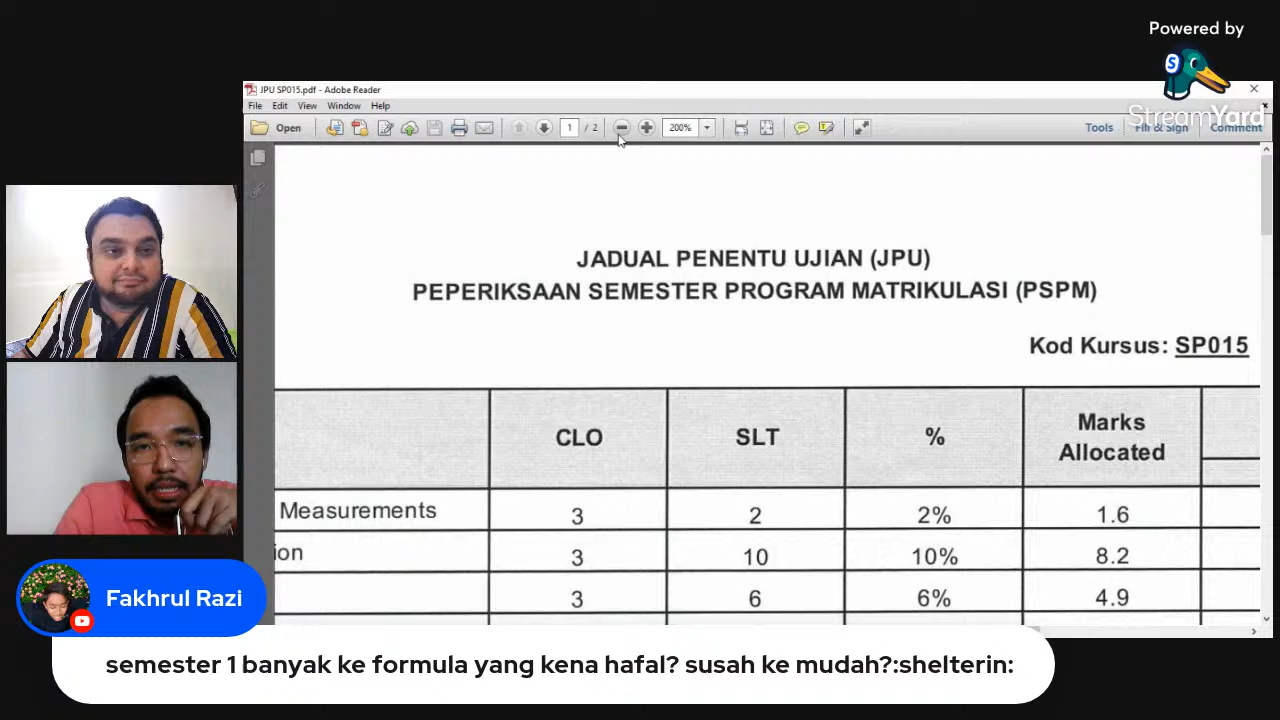 Powered by
StreamYard
JPU SP015.pdf - Adobe Reader
File Edit View Window Help
Open 1 / 2 200% Tools Fill & Sign Comment
JADUAL PENENTU UJIAN (JPU)
PEPERIKSAAN SEMESTER PROGRAM MATRIKULASI (PSPM)
Kod Kursus: SP015
CLO SLT % Marks Allocated
Measurements 3 2 2% 1.6
ion 3 10 10% 8.2
3 6 6% 4.9
Fakhrul Razi
semester 1 banyak ke formula yang kena hafal? susah ke mudah?:shelterin: